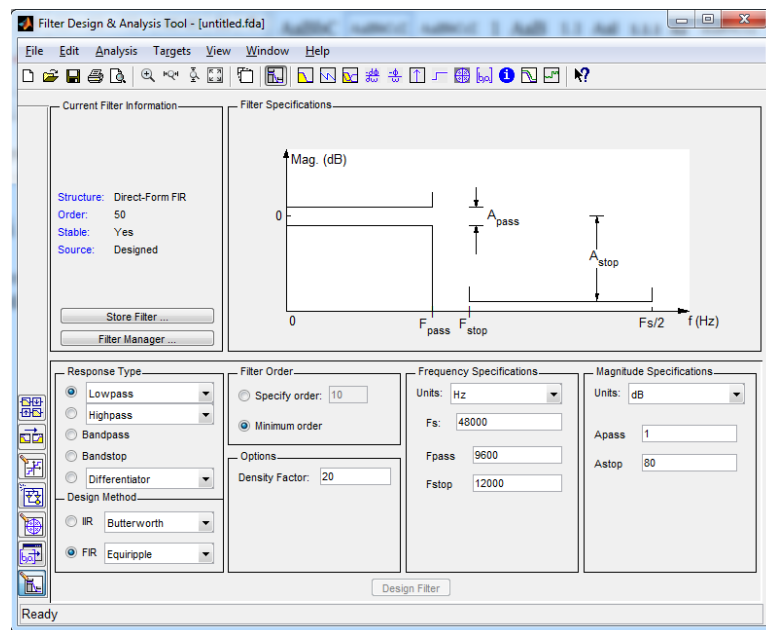 Filter Design & Analysis Tool - [untitled.fda]
File Edit Analysis Targets View Window Help
Current Filter Information
Structure: Direct-Form FIR
Order: 50
Stable: Yes
Source: Designed
Store Filter ...
Filter Manager ...
Filter Specifications
Mag. (dB)
0
A pass
A stop
0
F pass
F stop
Fs/2
f (Hz)
Response Type
Lowpass
Highpass
Bandpass
Bandstop
Differentiator
Design Method
IIR Butterworth
FIR Equiripple
Filter Order
Specify order: 10
Minimum order
Options
Density Factor: 20
Frequency Specifications
Units: Hz
Fs: 48000
Fpass 9600
Fstop 12000
Magnitude Specifications
Units: dB
Apass 1
Astop 80
Design Filter
Ready